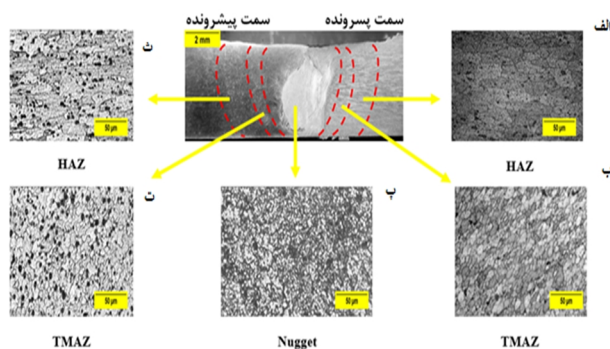 سمت پسرونده
سمت پیشرونده
2 mm
الف
50 µm
HAZ
ث
50 µm
HAZ
ب
50 µm
TMAZ
پ
50 µm
Nugget
ت
50 µm
TMAZ